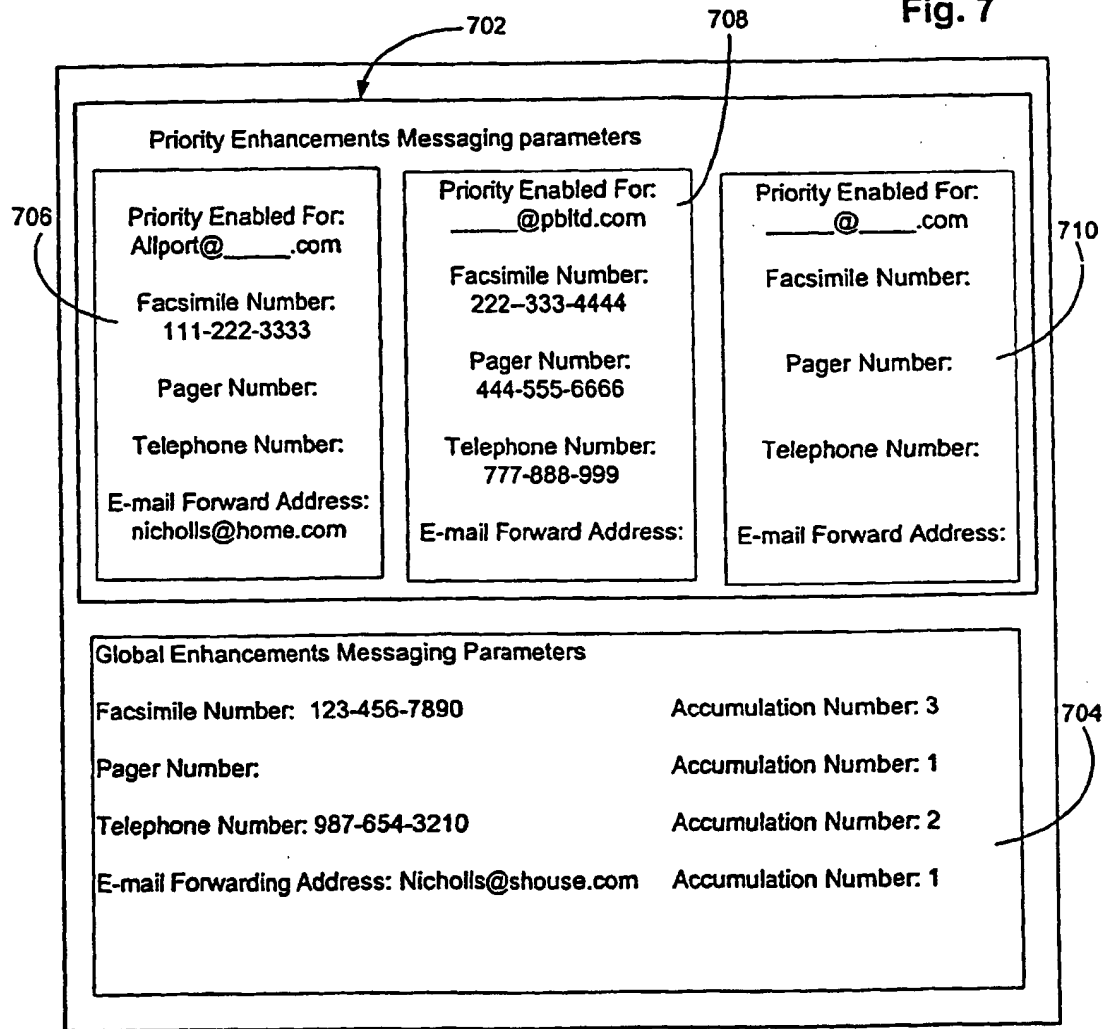 Fig. 7
702
708
Priority Enhancements Messaging parameters
706
Priority Enabled For:
Allport@_____.com
Facsimile Number:
111-222-3333
Pager Number:
Telephone Number:
E-mail Forward Address:
nicholls@home.com
Priority Enabled For:
_____@pbltd.com
Facsimile Number:
222–333-4444
Pager Number:
444-555-6666
Telephone Number:
777-888-999
E-mail Forward Address:
Priority Enabled For:
_____@____.com
Facsimile Number:
Pager Number:
Telephone Number:
E-mail Forward Address:
710
Global Enhancements Messaging Parameters
Facsimile Number: 123-456-7890 Accumulation Number: 3
Pager Number: Accumulation Number: 1
Telephone Number: 987-654-3210 Accumulation Number: 2
E-mail Forwarding Address: Nicholls@shouse.com Accumulation Number: 1
704